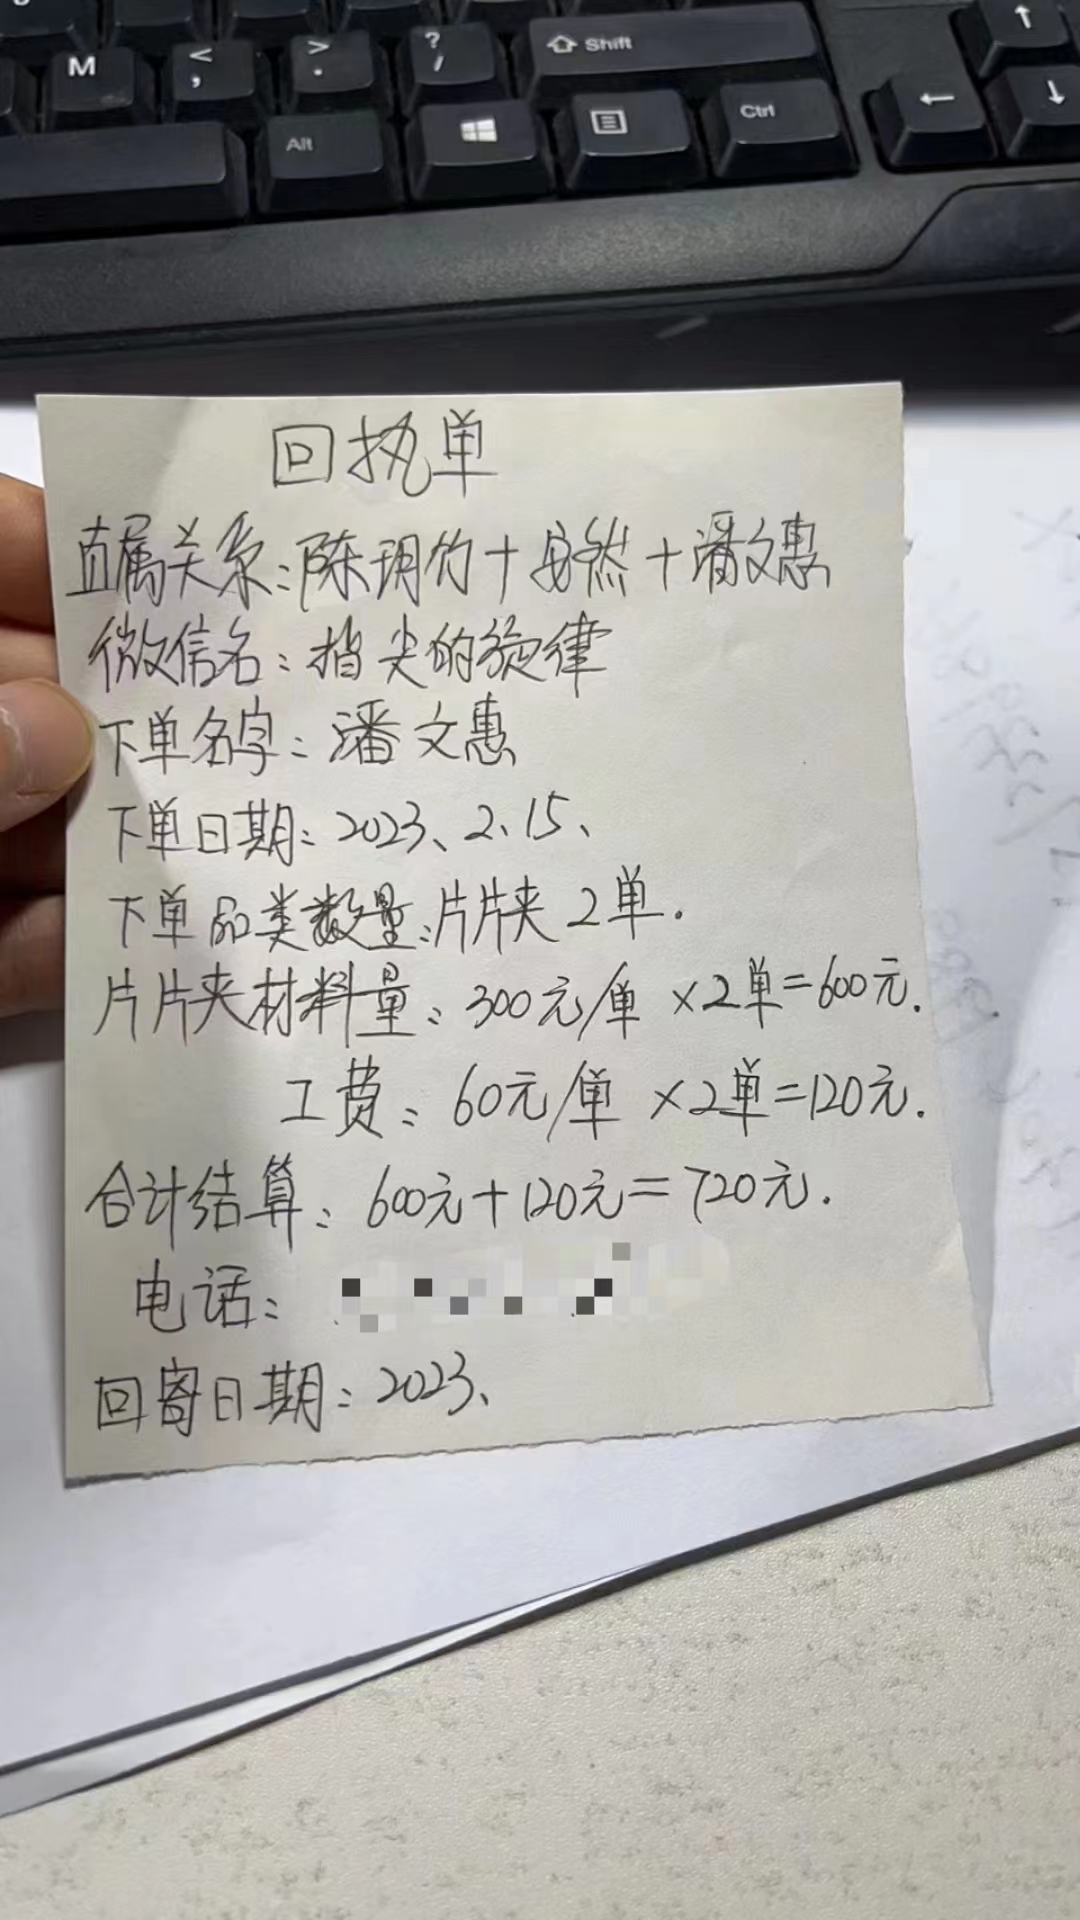 M
<
,
>
.
?
/
Shift
↑
Alt
Ctrl
←
↓
回执单
直属关系：陈玥竹+安然+潘文惠
微信名：指尖的旋律
下单名字：潘文惠
下单日期：2023、2、15、
下单品类数量：片片夹 2单.
片片夹材料量：300元/单 ×2单=600元.
工费：60元/单 ×2单=120元.
合计结算：600元+120元=720元.
电话：
回寄日期：2023、